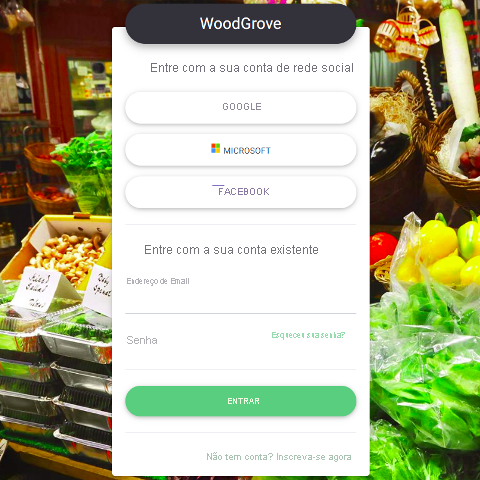 WoodGrove
Entre com a sua conta de rede social
GOOGLE
MICROSOFT
FACEBOOK
Entre com a sua conta existente
Endereço de Email
Senha
Esqueceu sua senha?
ENTRAR
Não tem conta? Inscreva-se agora